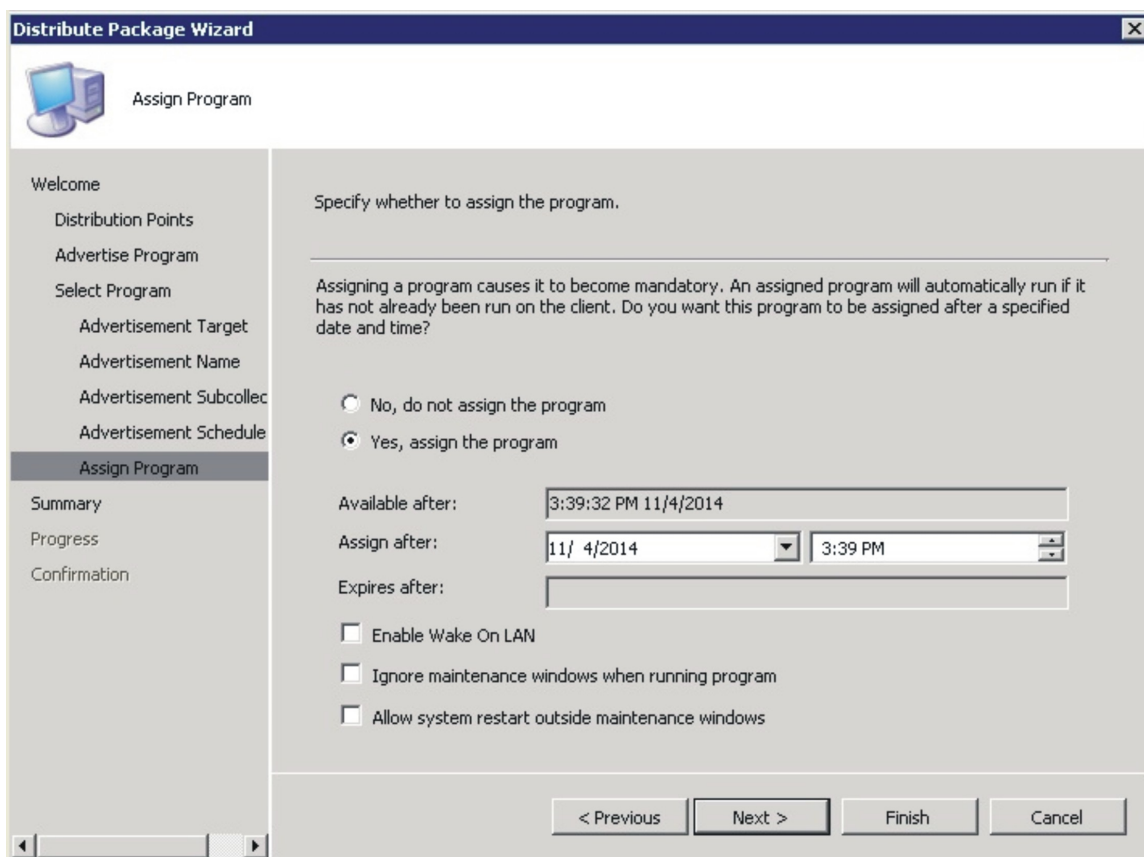 Distribute Package Wizard
Assign Program
Welcome
Distribution Points
Advertise Program
Select Program
Advertisement Target
Advertisement Name
Advertisement Subcollec
Advertisement Schedule
Assign Program
Summary
Progress
Confirmation
Specify whether to assign the program.
Assigning a program causes it to become mandatory. An assigned program will automatically run if it
has not already been run on the client. Do you want this program to be assigned after a specified
date and time?
No, do not assign the program
Yes, assign the program
Available after: 3:39:32 PM 11/4/2014
Assign after: 11/ 4/2014 3:39 PM
Expires after:
Enable Wake On LAN
Ignore maintenance windows when running program
Allow system restart outside maintenance windows
< Previous Next > Finish Cancel